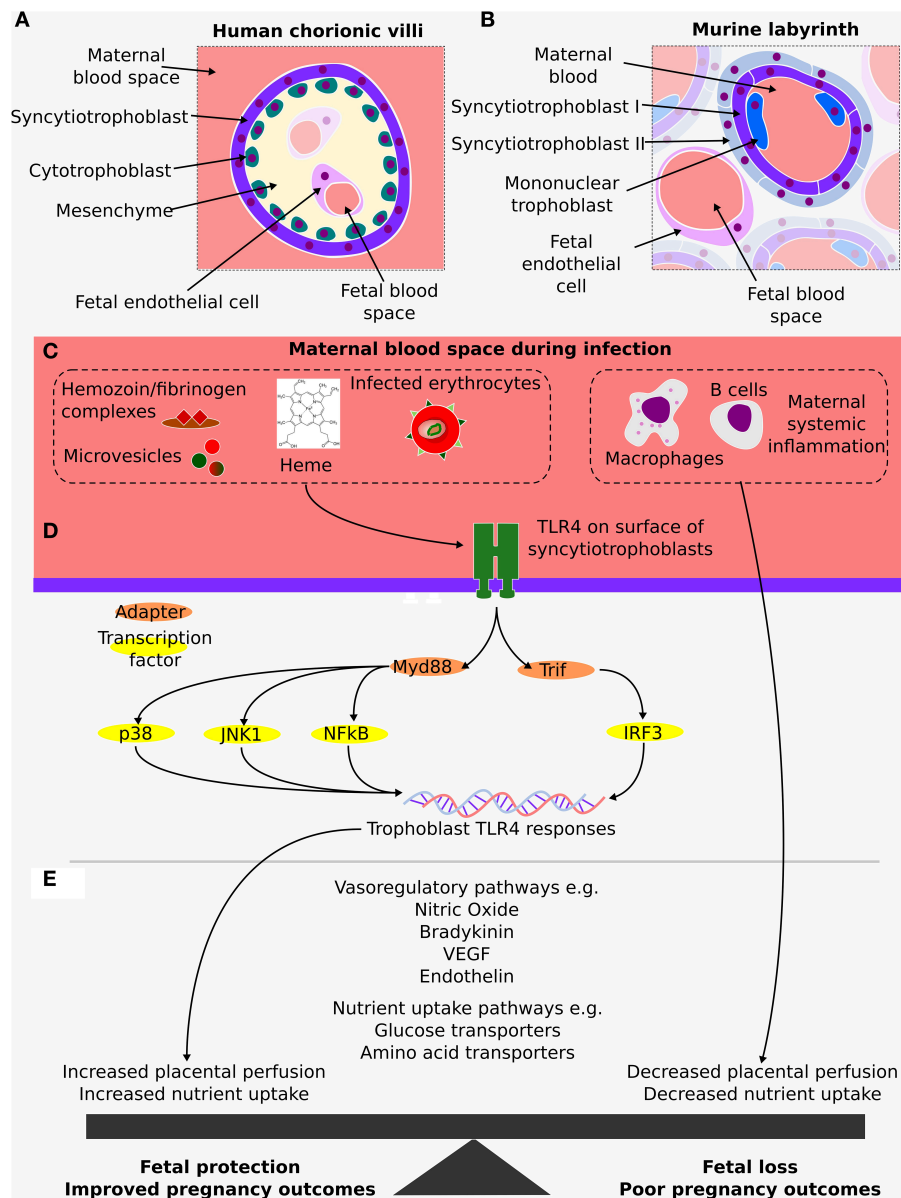 A
Human chorionic villi
Maternal
blood space
Syncytiotrophoblast
Cytotrophoblast
Mesenchyme
Fetal endothelial cell
Fetal blood
space
B
Murine labyrinth
Maternal
blood
Syncytiotrophoblast I
Syncytiotrophoblast II
Mononuclear
trophoblast
Fetal
endothelial
cell
Fetal blood
space
C
Maternal blood space during infection
Hemozoin/fibrinogen
complexes
Microvesicles
Heme
Infected erythrocytes
Macrophages
B cells
Maternal
systemic
inflammation
D
TLR4 on surface of
syncytiotrophoblasts
Adapter
Transcription
factor
Myd88
Trif
p38
JNK1
NFkB
IRF3
Trophoblast TLR4 responses
E
Vasoregulatory pathways e.g.
Nitric Oxide
Bradykinin
VEGF
Endothelin
Nutrient uptake pathways e.g.
Glucose transporters
Amino acid transporters
Increased placental perfusion
Increased nutrient uptake
Decreased placental perfusion
Decreased nutrient uptake
Fetal protection
Improved pregnancy outcomes
Fetal loss
Poor pregnancy outcomes